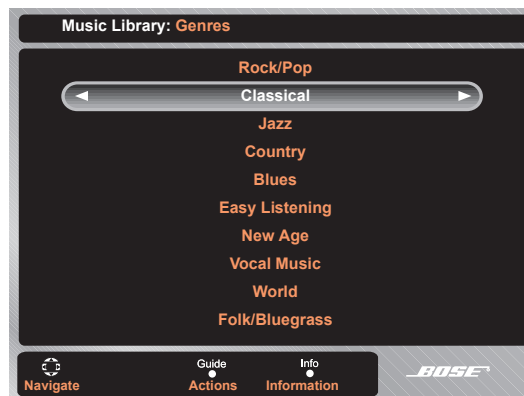 Music Library: Genres
Rock/Pop
Classical
Jazz
Country
Blues
Easy Listening
New Age
Vocal Music
World
Folk/Bluegrass
Guide Info
Navigate Actions Information
BOSE